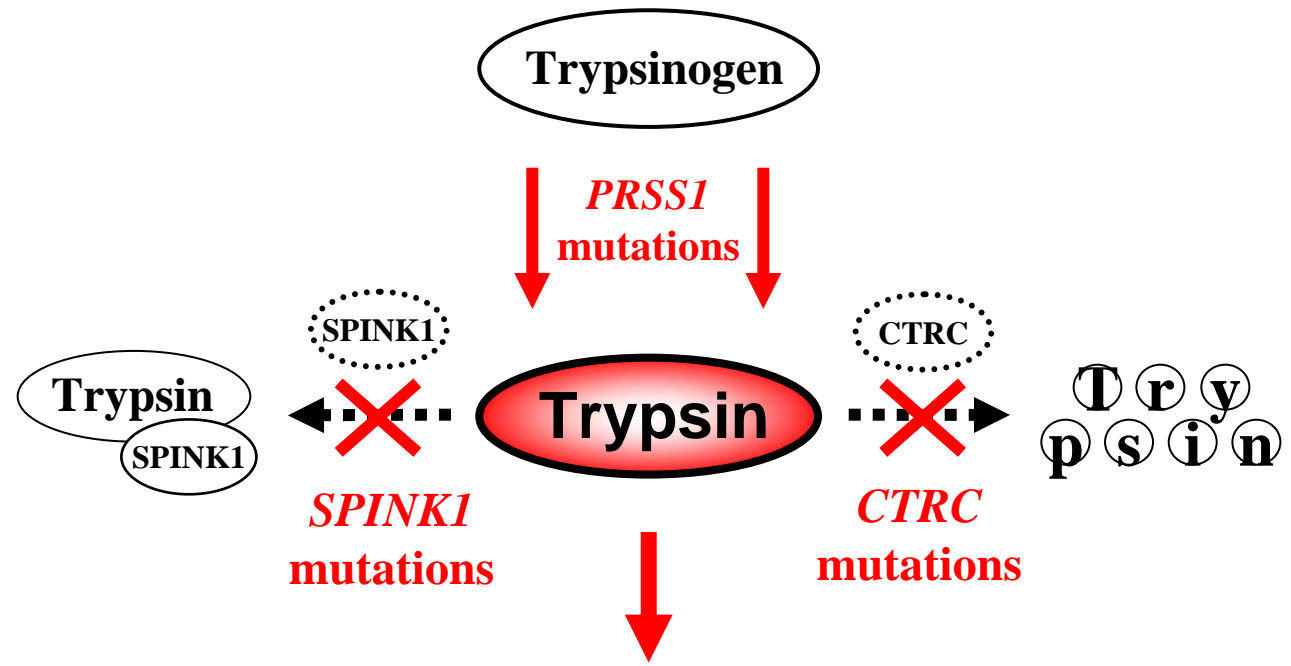 Trypsinogen
PRSS1
mutations
SPINK1
CTRC
Trypsin
SPINK1
Trypsin
T r y
p s i n
SPINK1
mutations
CTRC
mutations